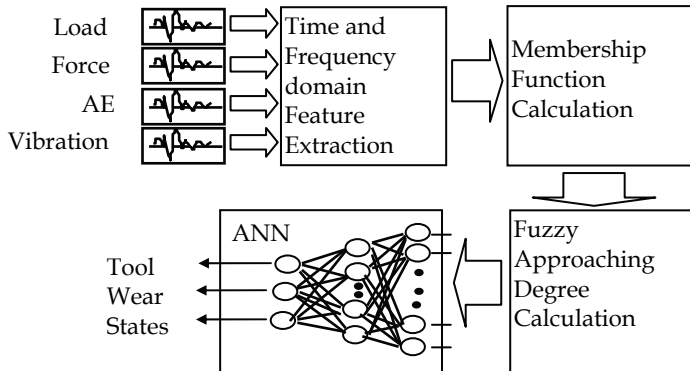 Load
Force
AE
Vibration
Time and
Frequency
domain
Feature
Extraction
Membership
Function
Calculation
Fuzzy
Approaching
Degree
Calculation
ANN
Tool
Wear
States